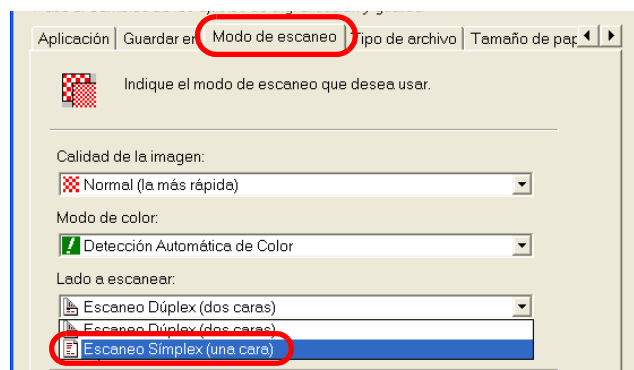 Aplicación Guardar en Modo de escaneo Tipo de archivo Tamaño de pap
Indique el modo de escaneo que desea usar.
Calidad de la imagen:
Normal (la más rápida)
Modo de color:
Detección Automática de Color
Lado a escanear:
Escaneo Dúplex (dos caras)
Escaneo Dúplex (dos caras)
Escaneo Símplex (una cara)